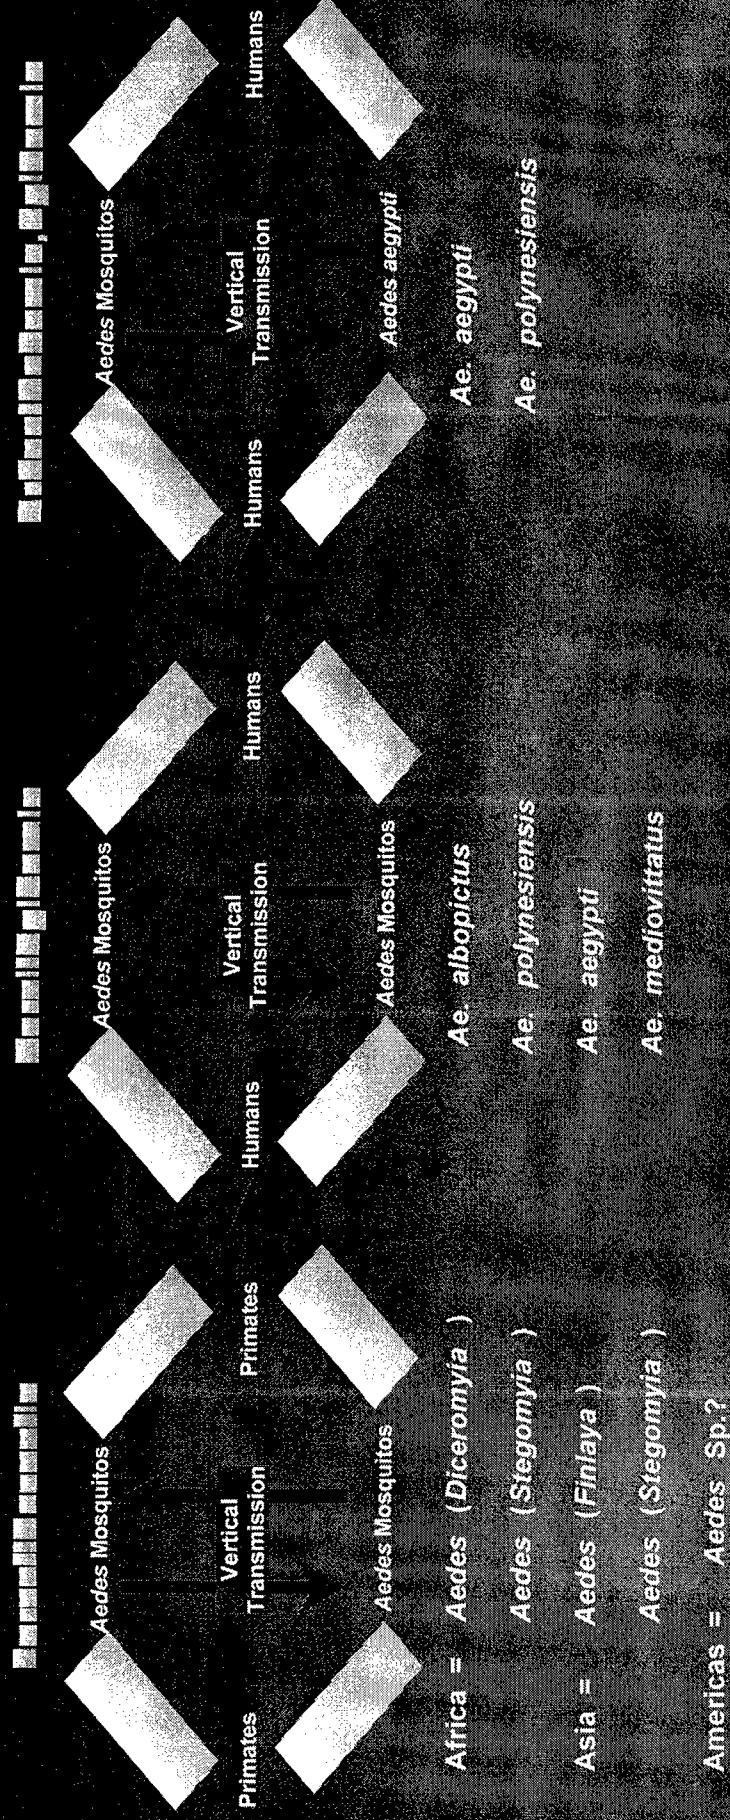 Aedes Mosquitos
Primates
Vertical
Transmission
Primates
Aedes Mosquitos
Africa = Aedes (Diceromyia )
Aedes (Stegomyia )
Asia = Aedes (Finlaya )
Aedes (Stegomyia )
Americas = Aedes Sp.?
Aedes Mosquitos
Humans
Vertical
Transmission
Humans
Aedes Mosquitos
Ae. albopictus
Ae. polynesiensis
Ae. aegypti
Ae. mediovittatus
Aedes Mosquitos
Humans
Vertical
Transmission
Humans
Aedes aegypti
Ae. aegypti
Ae. polynesiensis